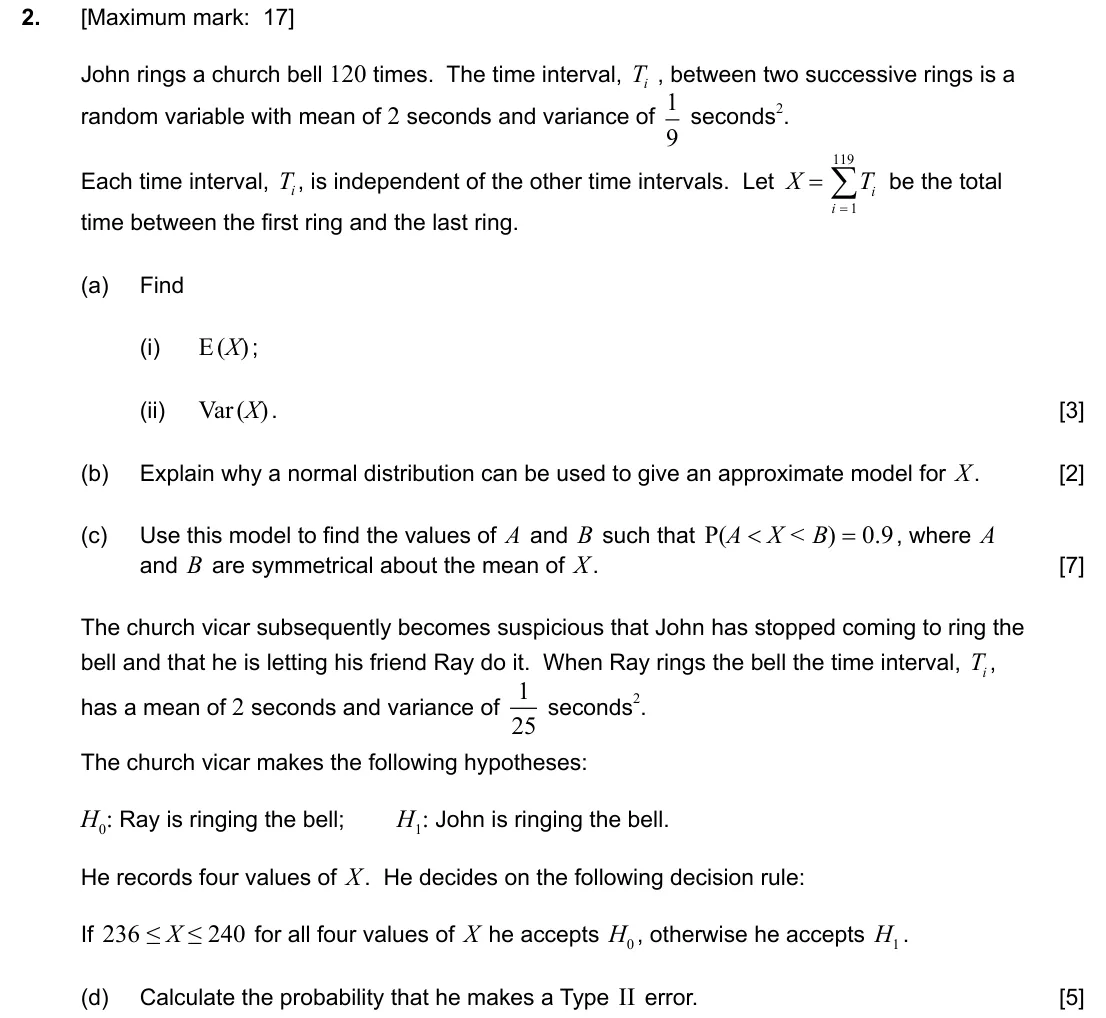 2. [Maximum mark: 17]
John rings a church bell 120 times. The time interval, T_i , between two successive rings is a
random variable with mean of 2 seconds and variance of 1/9 seconds².
Each time interval, T_i, is independent of the other time intervals. Let X = ∑_{i=1}^{119} T_i be the total
time between the first ring and the last ring.
(a) Find
(i) E(X);
(ii) Var(X). [3]
(b) Explain why a normal distribution can be used to give an approximate model for X. [2]
(c) Use this model to find the values of A and B such that P(A < X < B) = 0.9, where A
and B are symmetrical about the mean of X. [7]
The church vicar subsequently becomes suspicious that John has stopped coming to ring the
bell and that he is letting his friend Ray do it. When Ray rings the bell the time interval, T_i,
has a mean of 2 seconds and variance of 1/25 seconds².
The church vicar makes the following hypotheses:
H₀: Ray is ringing the bell; H₁: John is ringing the bell.
He records four values of X. He decides on the following decision rule:
If 236 ≤ X ≤ 240 for all four values of X he accepts H₀, otherwise he accepts H₁.
(d) Calculate the probability that he makes a Type II error. [5]